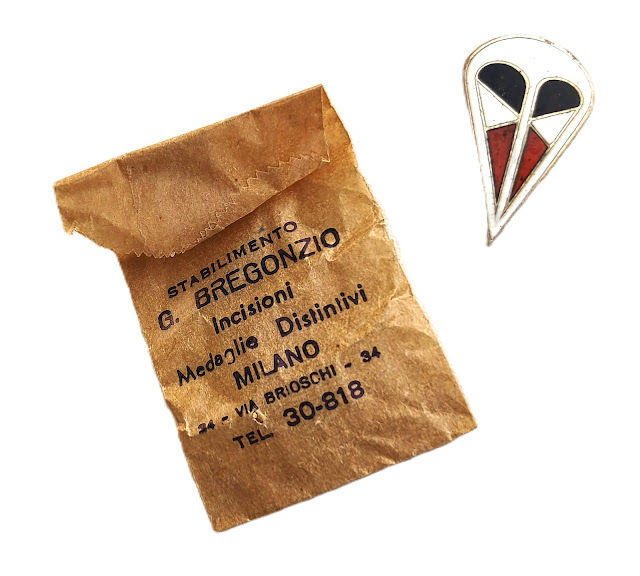 STABILIMENTO
G. BREGONZIO
Incisioni
Medaglie Distintivi
MILANO
34 - VIA BRIOSCHI - 34
TEL. 30-818